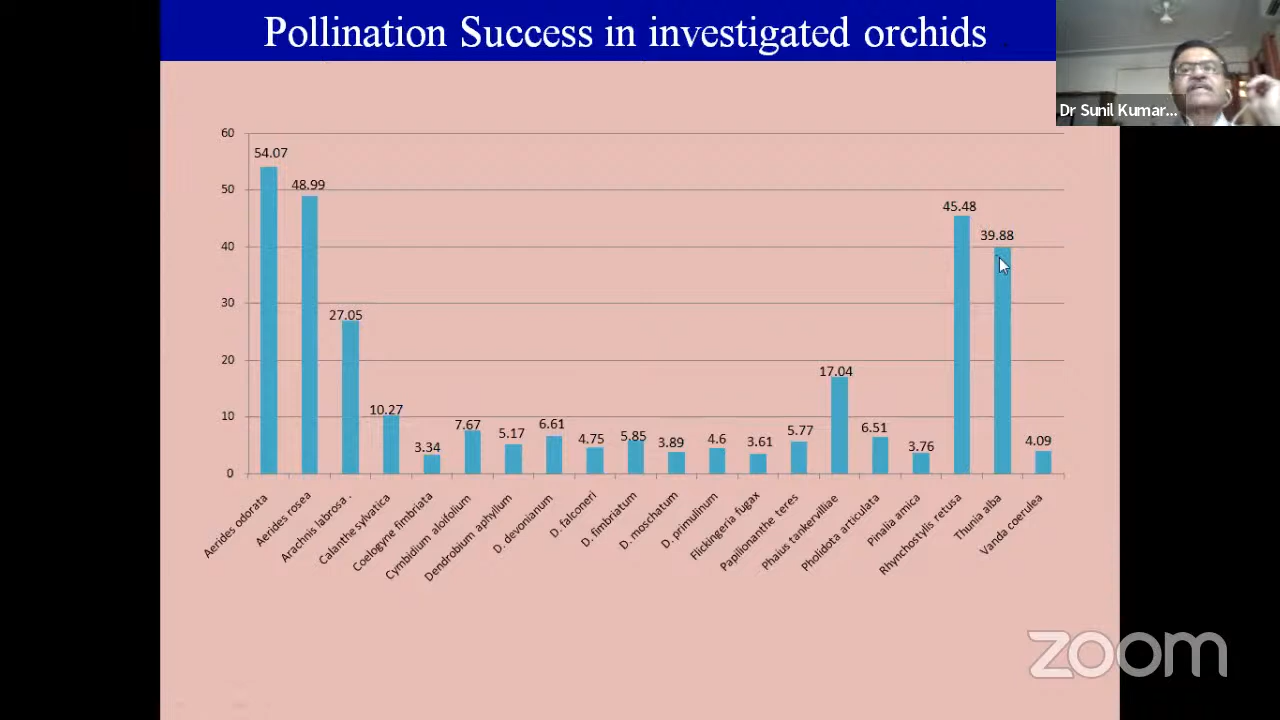 Pollination Success in investigated orchids
Dr Sunil Kumar...
60
50
40
30
20
10
0
54.07
48.99
27.05
10.27
3.34
7.67
5.17
6.61
4.75
5.85
3.89
4.6
3.61
5.77
17.04
6.51
3.76
45.48
39.88
4.09
Aerides odorata
Aerides rosea
Arachnis labrosa .
Calanthe sylvatica
Coelogyne fimbriata
Cymbidium aloifolium
Dendrobium aphyllum
D. devonianum
D. falconeri
D. fimbriatum
D. moschatum
D. primulinum
Flickingeria fugax
Papilionanthe teres
Phaius tankervilliae
Pholidota articulata
Pinalia amica
Rhynchostylis retusa
Thunia alba
Vanda coerulea
zoom